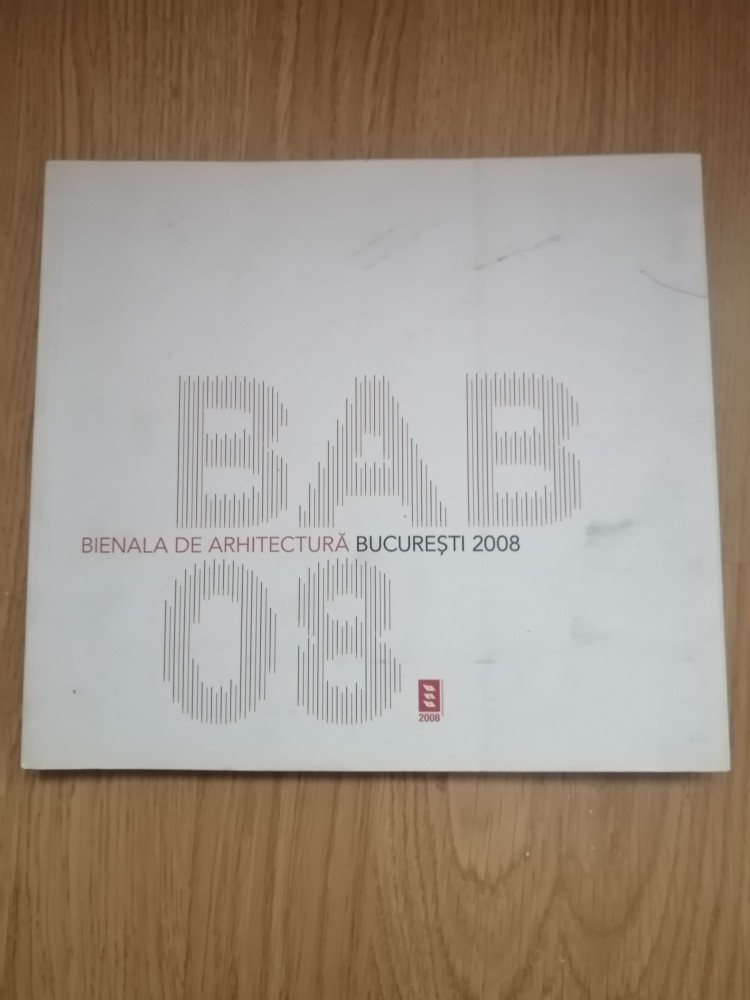 BAB
BIENALA DE ARHITECTURĂ BUCUREȘTI 2008
08
2008